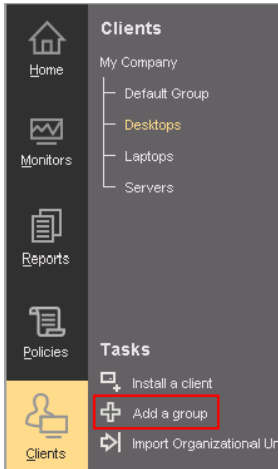 Home
Monitors
Reports
Policies
Clients
Clients
My Company
Default Group
Desktops
Laptops
Servers
Tasks
Install a client
Add a group
Import Organizational